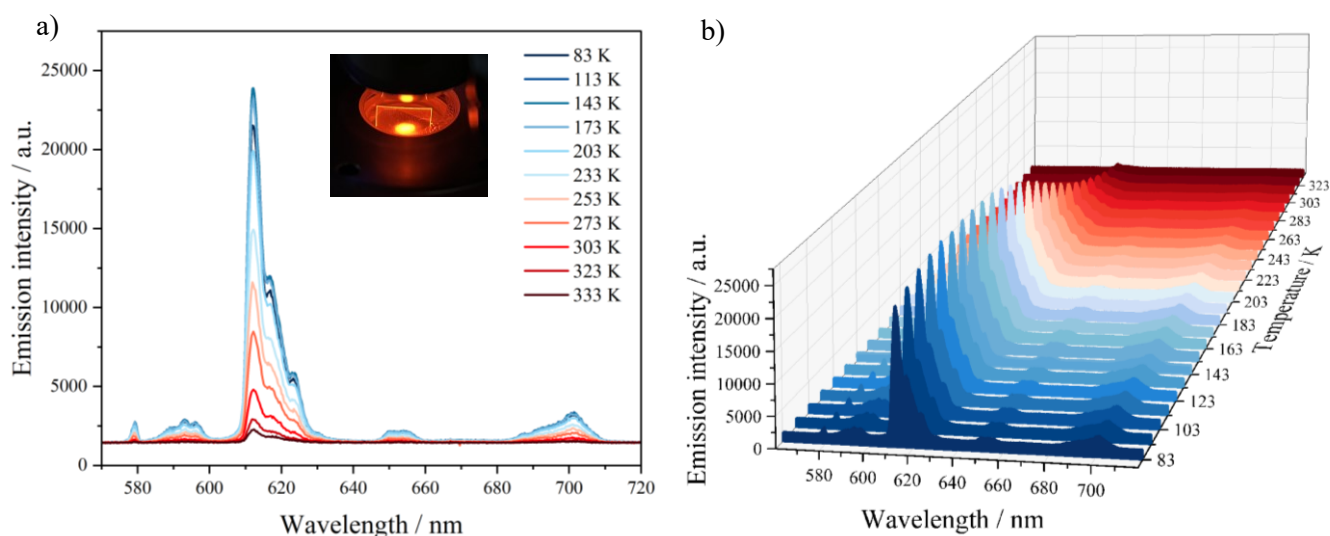 a)
25000
20000
15000
10000
5000
0
Emission intensity / a.u.
83 K
113 K
143 K
173 K
203 K
233 K
253 K
273 K
303 K
323 K
333 K
580 600 620 640 660 680 700 720
Wavelength / nm
b)
25000
20000
15000
10000
5000
0
Emission intensity / a.u.
323
303
283
263
243
223
203
183
163
143
123
103
83
Temperature / K
580 600 620 640 660 680 700
Wavelength / nm